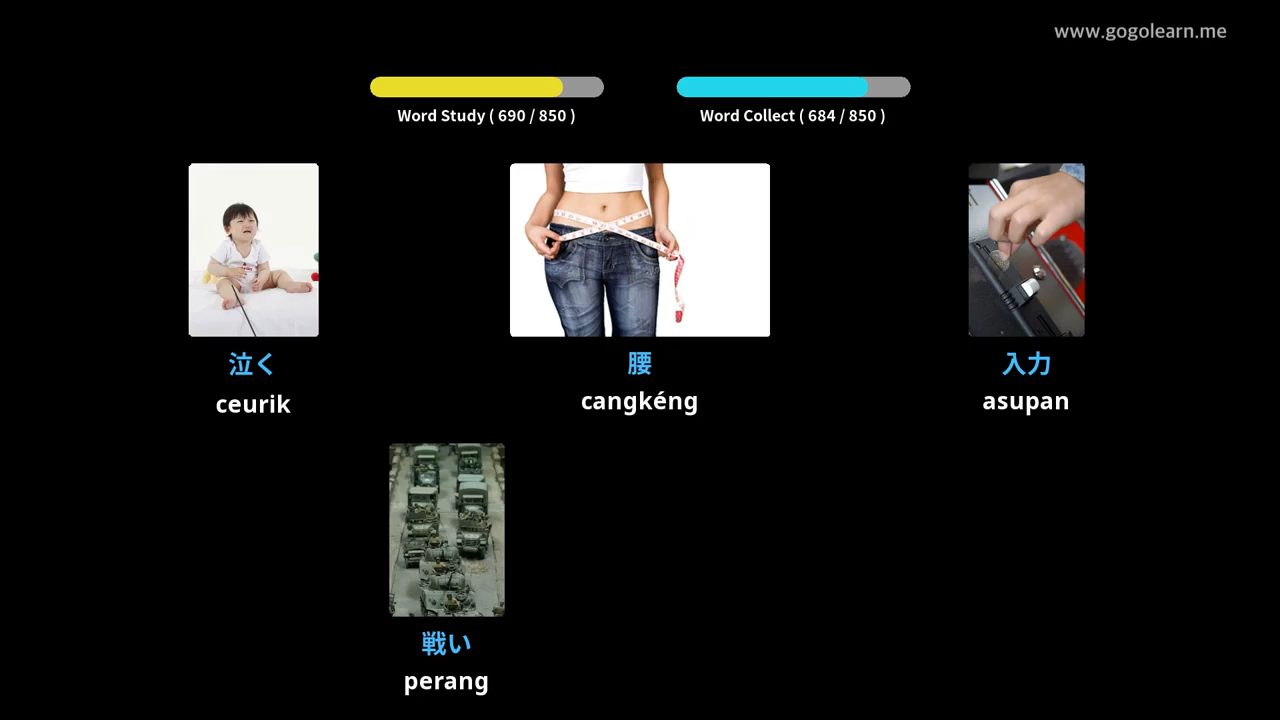 www.gogolearn.me
Word Study ( 690 / 850 )
Word Collect ( 684 / 850 )
泣く
ceurik
腰
cangkéng
入力
asupan
戦い
perang